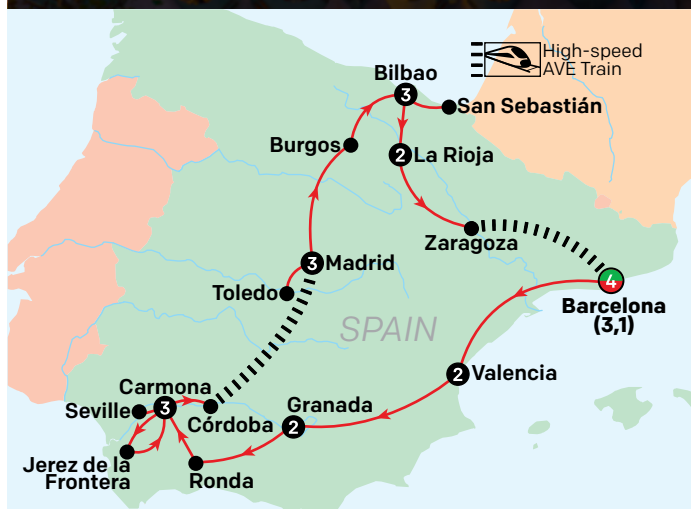 High-speed
AVE Train
Bilbao
3
San Sebastián
Burgos
2 La Rioja
Zaragoza
3 Madrid
4
Toledo
Barcelona
(3,1)
SPAIN
2 Valencia
Carmona
3
Seville
Córdoba
Granada
2
Jerez de la
Frontera
Ronda